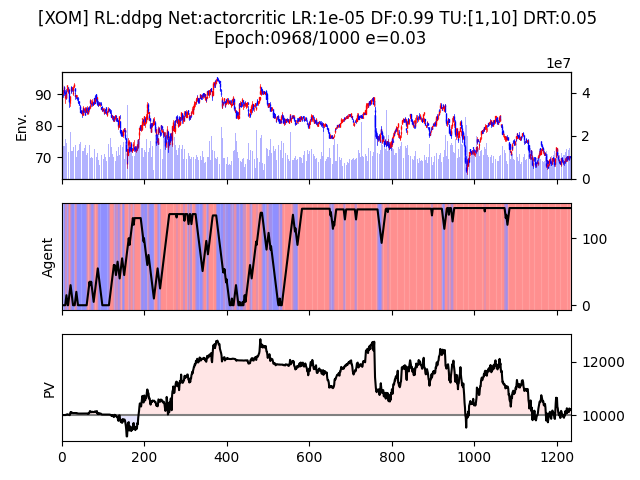 [XOM] RL:ddpg Net:actorcritic LR:1e-05 DF:0.99 TU:[1,10] DRT:0.05
Epoch:0968/1000 e=0.03
1e7
Env.
90
80
70
4
2
0
Agent
100
0
PV
12000
10000
0
200
400
600
800
1000
1200